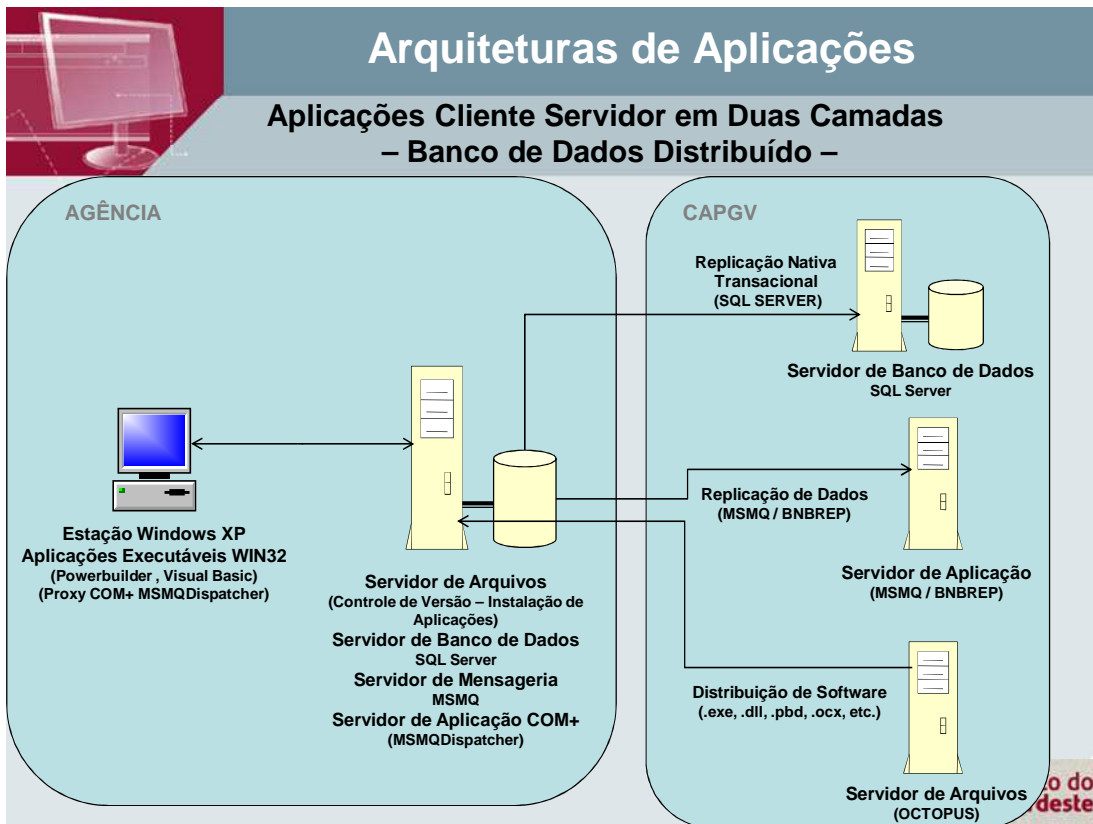 Arquiteturas de Aplicações
Aplicações Cliente Servidor em Duas Camadas
– Banco de Dados Distribuído –
AGÊNCIA
Estação Windows XP
Aplicações Executáveis WIN32
(Powerbuilder , Visual Basic)
(Proxy COM+ MSMQDispatcher)
Servidor de Arquivos
(Controle de Versão – Instalação de
Aplicações)
Servidor de Banco de Dados
SQL Server
Servidor de Mensageria
MSMQ
Servidor de Aplicação COM+
(MSMQDispatcher)
CAPGV
Replicação Nativa
Transacional
(SQL SERVER)
Servidor de Banco de Dados
SQL Server
Replicação de Dados
(MSMQ / BNBREP)
Servidor de Aplicação
(MSMQ / BNBREP)
Distribuição de Software
(.exe, .dll, .pbd, .ocx, etc.)
Servidor de Arquivos
(OCTOPUS)
do